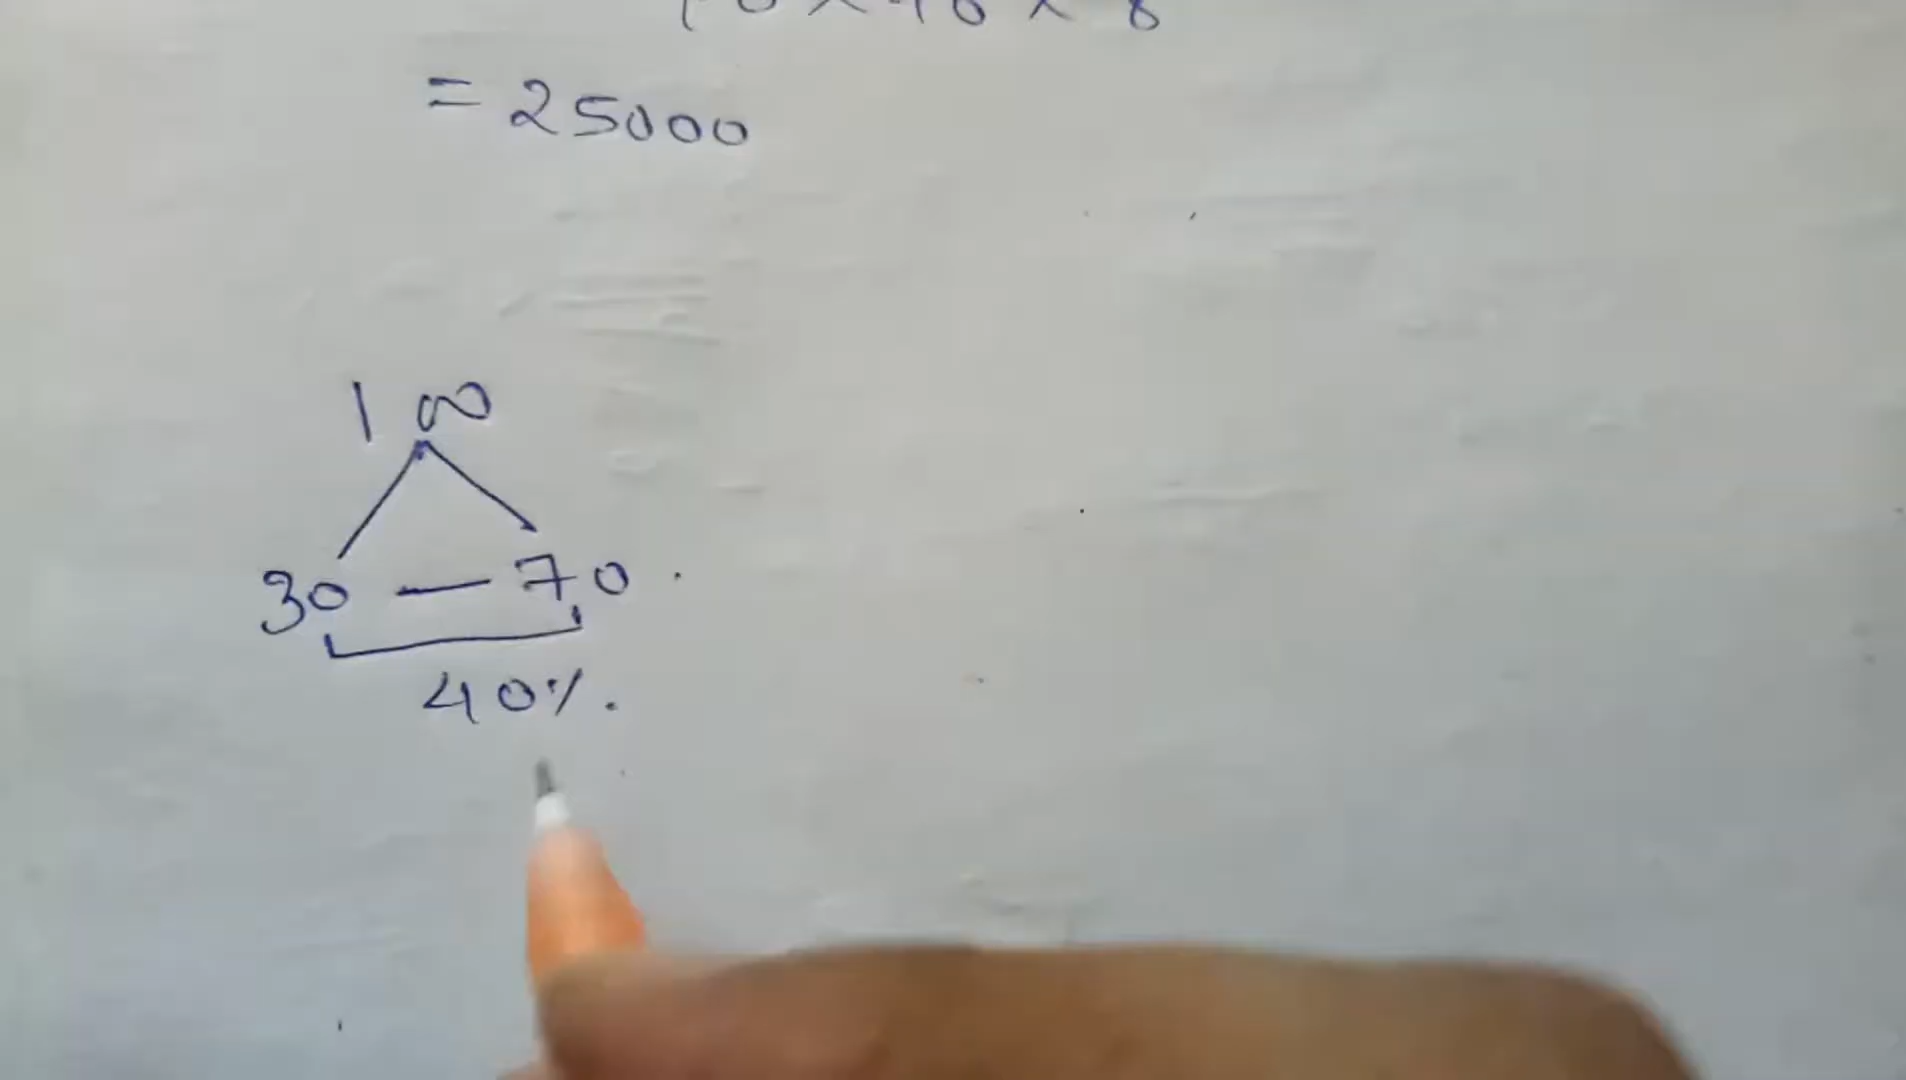 = 25000
100
30 — 70.
40%.